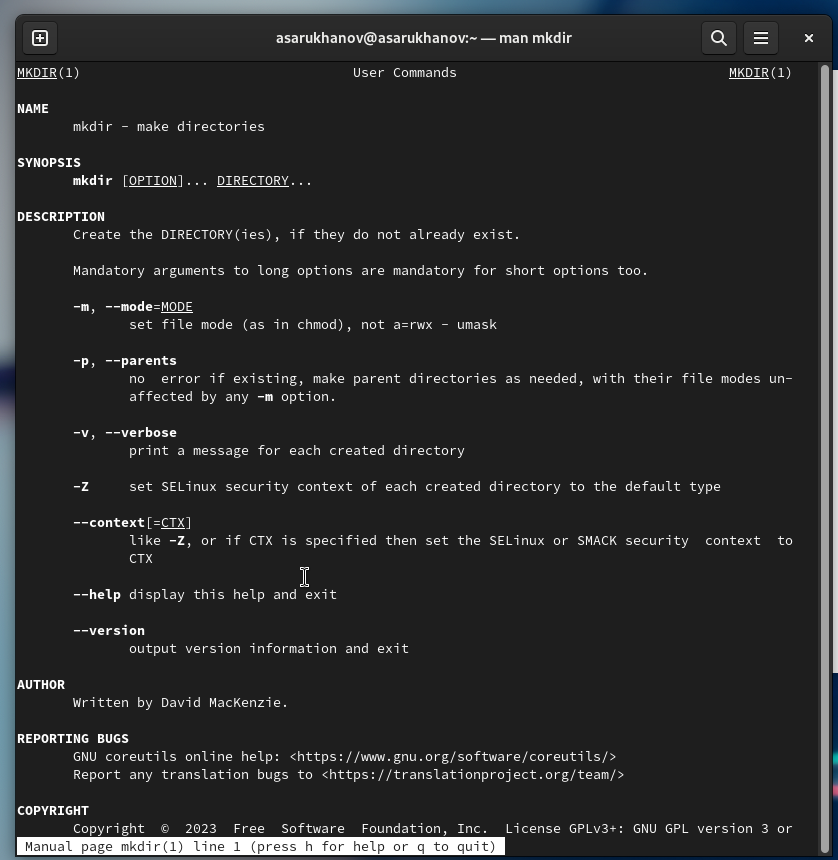 asarukhanov@asarukhanov:~ — man mkdir
MKDIR(1) User Commands MKDIR(1)
NAME
mkdir - make directories
SYNOPSIS
mkdir [OPTION]... DIRECTORY...
DESCRIPTION
Create the DIRECTORY(ies), if they do not already exist.
Mandatory arguments to long options are mandatory for short options too.
-m, --mode=MODE
set file mode (as in chmod), not a=rwx - umask
-p, --parents
no  error if existing, make parent directories as needed, with their file modes un-
affected by any -m option.
-v, --verbose
print a message for each created directory
-Z set SELinux security context of each created directory to the default type
--context[=CTX]
like -Z, or if CTX is specified then set the SELinux or SMACK security  context  to
CTX
--help display this help and exit
--version
output version information and exit
AUTHOR
Written by David MacKenzie.
REPORTING BUGS
GNU coreutils online help: <https://www.gnu.org/software/coreutils/>
Report any translation bugs to <https://translationproject.org/team/>
COPYRIGHT
Copyright  ©  2023  Free  Software  Foundation, Inc.  License GPLv3+: GNU GPL version 3 or
Manual page mkdir(1) line 1 (press h for help or q to quit)